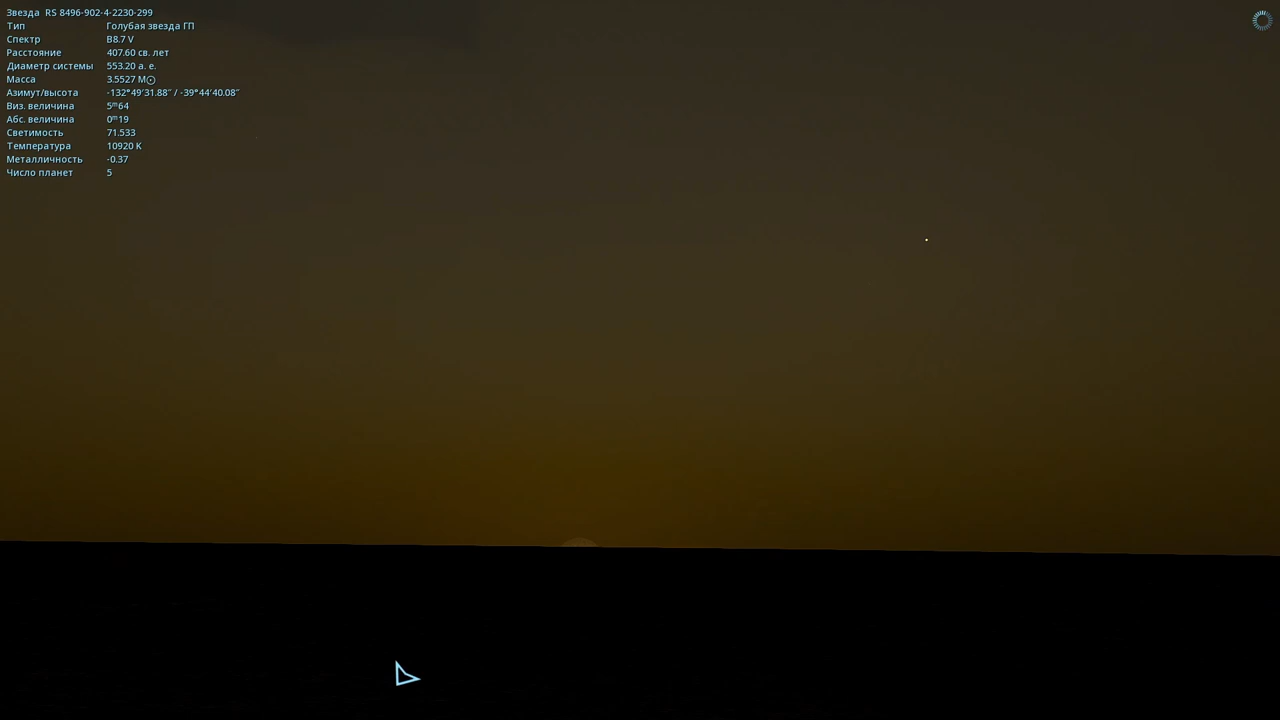 Звезда RS 8496-902-4-2230-299
Тип Голубая звезда ГП
Спектр B8.7 V
Расстояние 407.60 св. лет
Диаметр системы 553.20 а. е.
Масса 3.5527 M☉
Азимут/высота -132°49′31.88″ / -39°44′40.08″
Виз. величина 5ᵐ64
Абс. величина 0ᵐ19
Светимость 71.533
Температура 10920 K
Металличность -0.37
Число планет 5